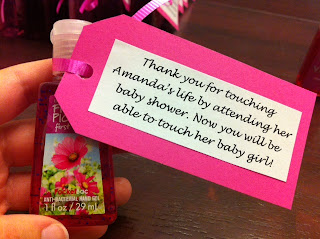 Thank you for touching
Amanda's life by attending her
baby shower. Now you will be
able to touch her baby girl!
ANTI-BACTERIAL HAND GEL
1 fl oz / 29 mL